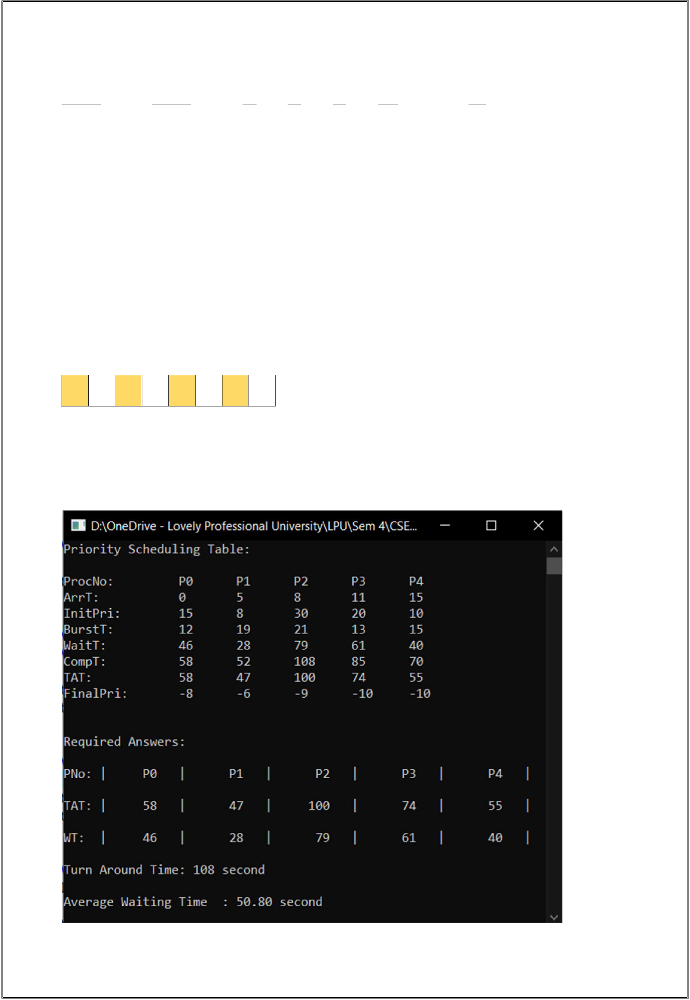 D:\OneDrive - Lovely Professional University\LPU\Sem 4\CSE...
Priority Scheduling Table:
ProcNo: P0 P1 P2 P3 P4
ArrT: 0 5 8 11 15
InitPri: 15 8 30 20 10
BurstT: 12 19 21 13 15
WaitT: 46 28 79 61 40
CompT: 58 52 108 85 70
TAT: 58 47 100 74 55
FinalPri: -8 -6 -9 -10 -10
Required Answers:
PNo: | P0 | P1 | P2 | P3 | P4 |
TAT: | 58 | 47 | 100 | 74 | 55 |
WT: | 46 | 28 | 79 | 61 | 40 |
Turn Around Time: 108 second
Average Waiting Time : 50.80 second